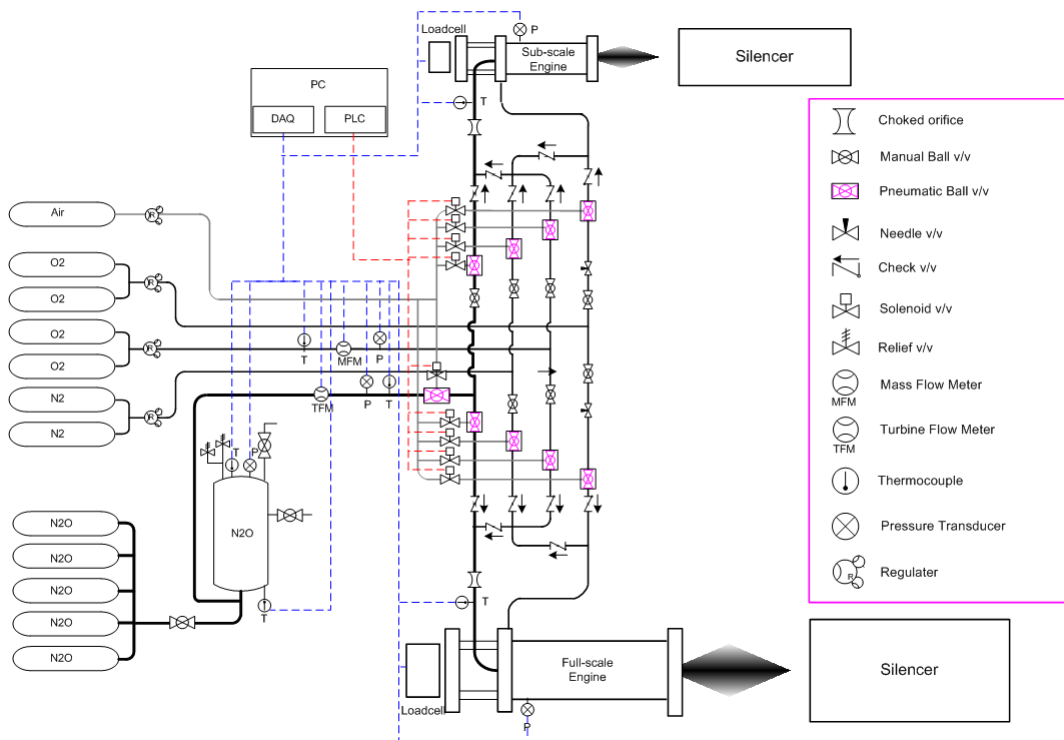 Loadcell
P
Sub-scale
Engine
Silencer
PC
DAQ
PLC
T
Choked orifice
Manual Ball v/v
Pneumatic Ball v/v
Needle v/v
Check v/v
Solenoid v/v
Relief v/v
Mass Flow Meter
MFM
Turbine Flow Meter
TFM
Thermocouple
Pressure Transducer
R
Regulater
Air
R
O2
R
O2
O2
R
MFM
T
P
O2
N2
R
TFM
P
T
N2
T
P
N2O
N2O
N2O
N2O
N2O
N2O
T
T
Loadcell
Full-scale
Engine
P
Silencer